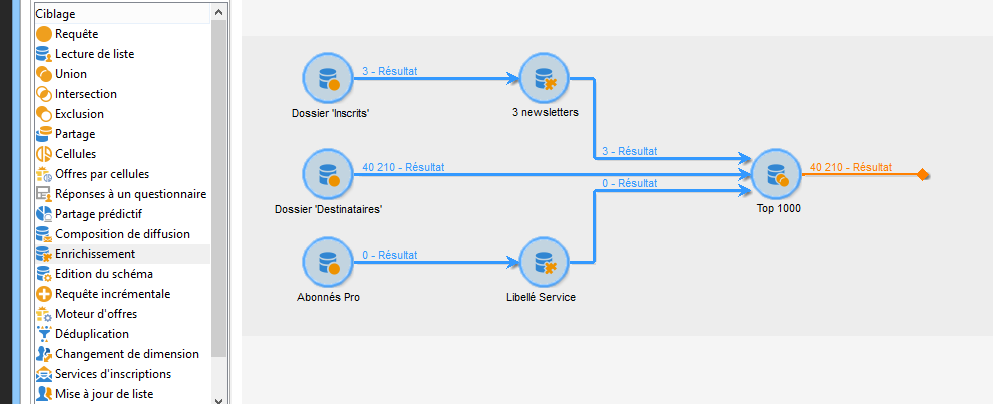 Ciblage
Requête
Lecture de liste
Union
Intersection
Exclusion
Partage
Cellules
Offres par cellules
Réponses à un questionnaire
Partage prédictif
Composition de diffusion
Enrichissement
Edition du schéma
Requête incrémentale
Moteur d'offres
Déduplication
Changement de dimension
Services d'inscriptions
Mise à jour de liste
3 - Résultat
Dossier 'Inscrits'
3 newsletters
3 - Résultat
40 210 - Résultat
0 - Résultat
40 210 - Résultat
Dossier 'Destinataires'
Top 1000
0 - Résultat
Abonnés Pro
Libellé Service